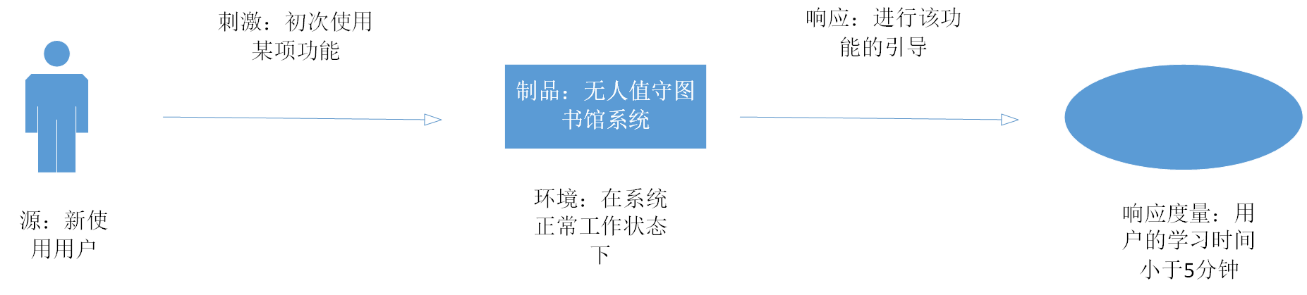 刺激：初次使用
某项功能
响应：进行该功
能的引导
制品：无人值守图
书馆系统
源：新使
用用户
环境：在系统
正常工作状态
下
响应度量：用
户的学习时间
小于5分钟